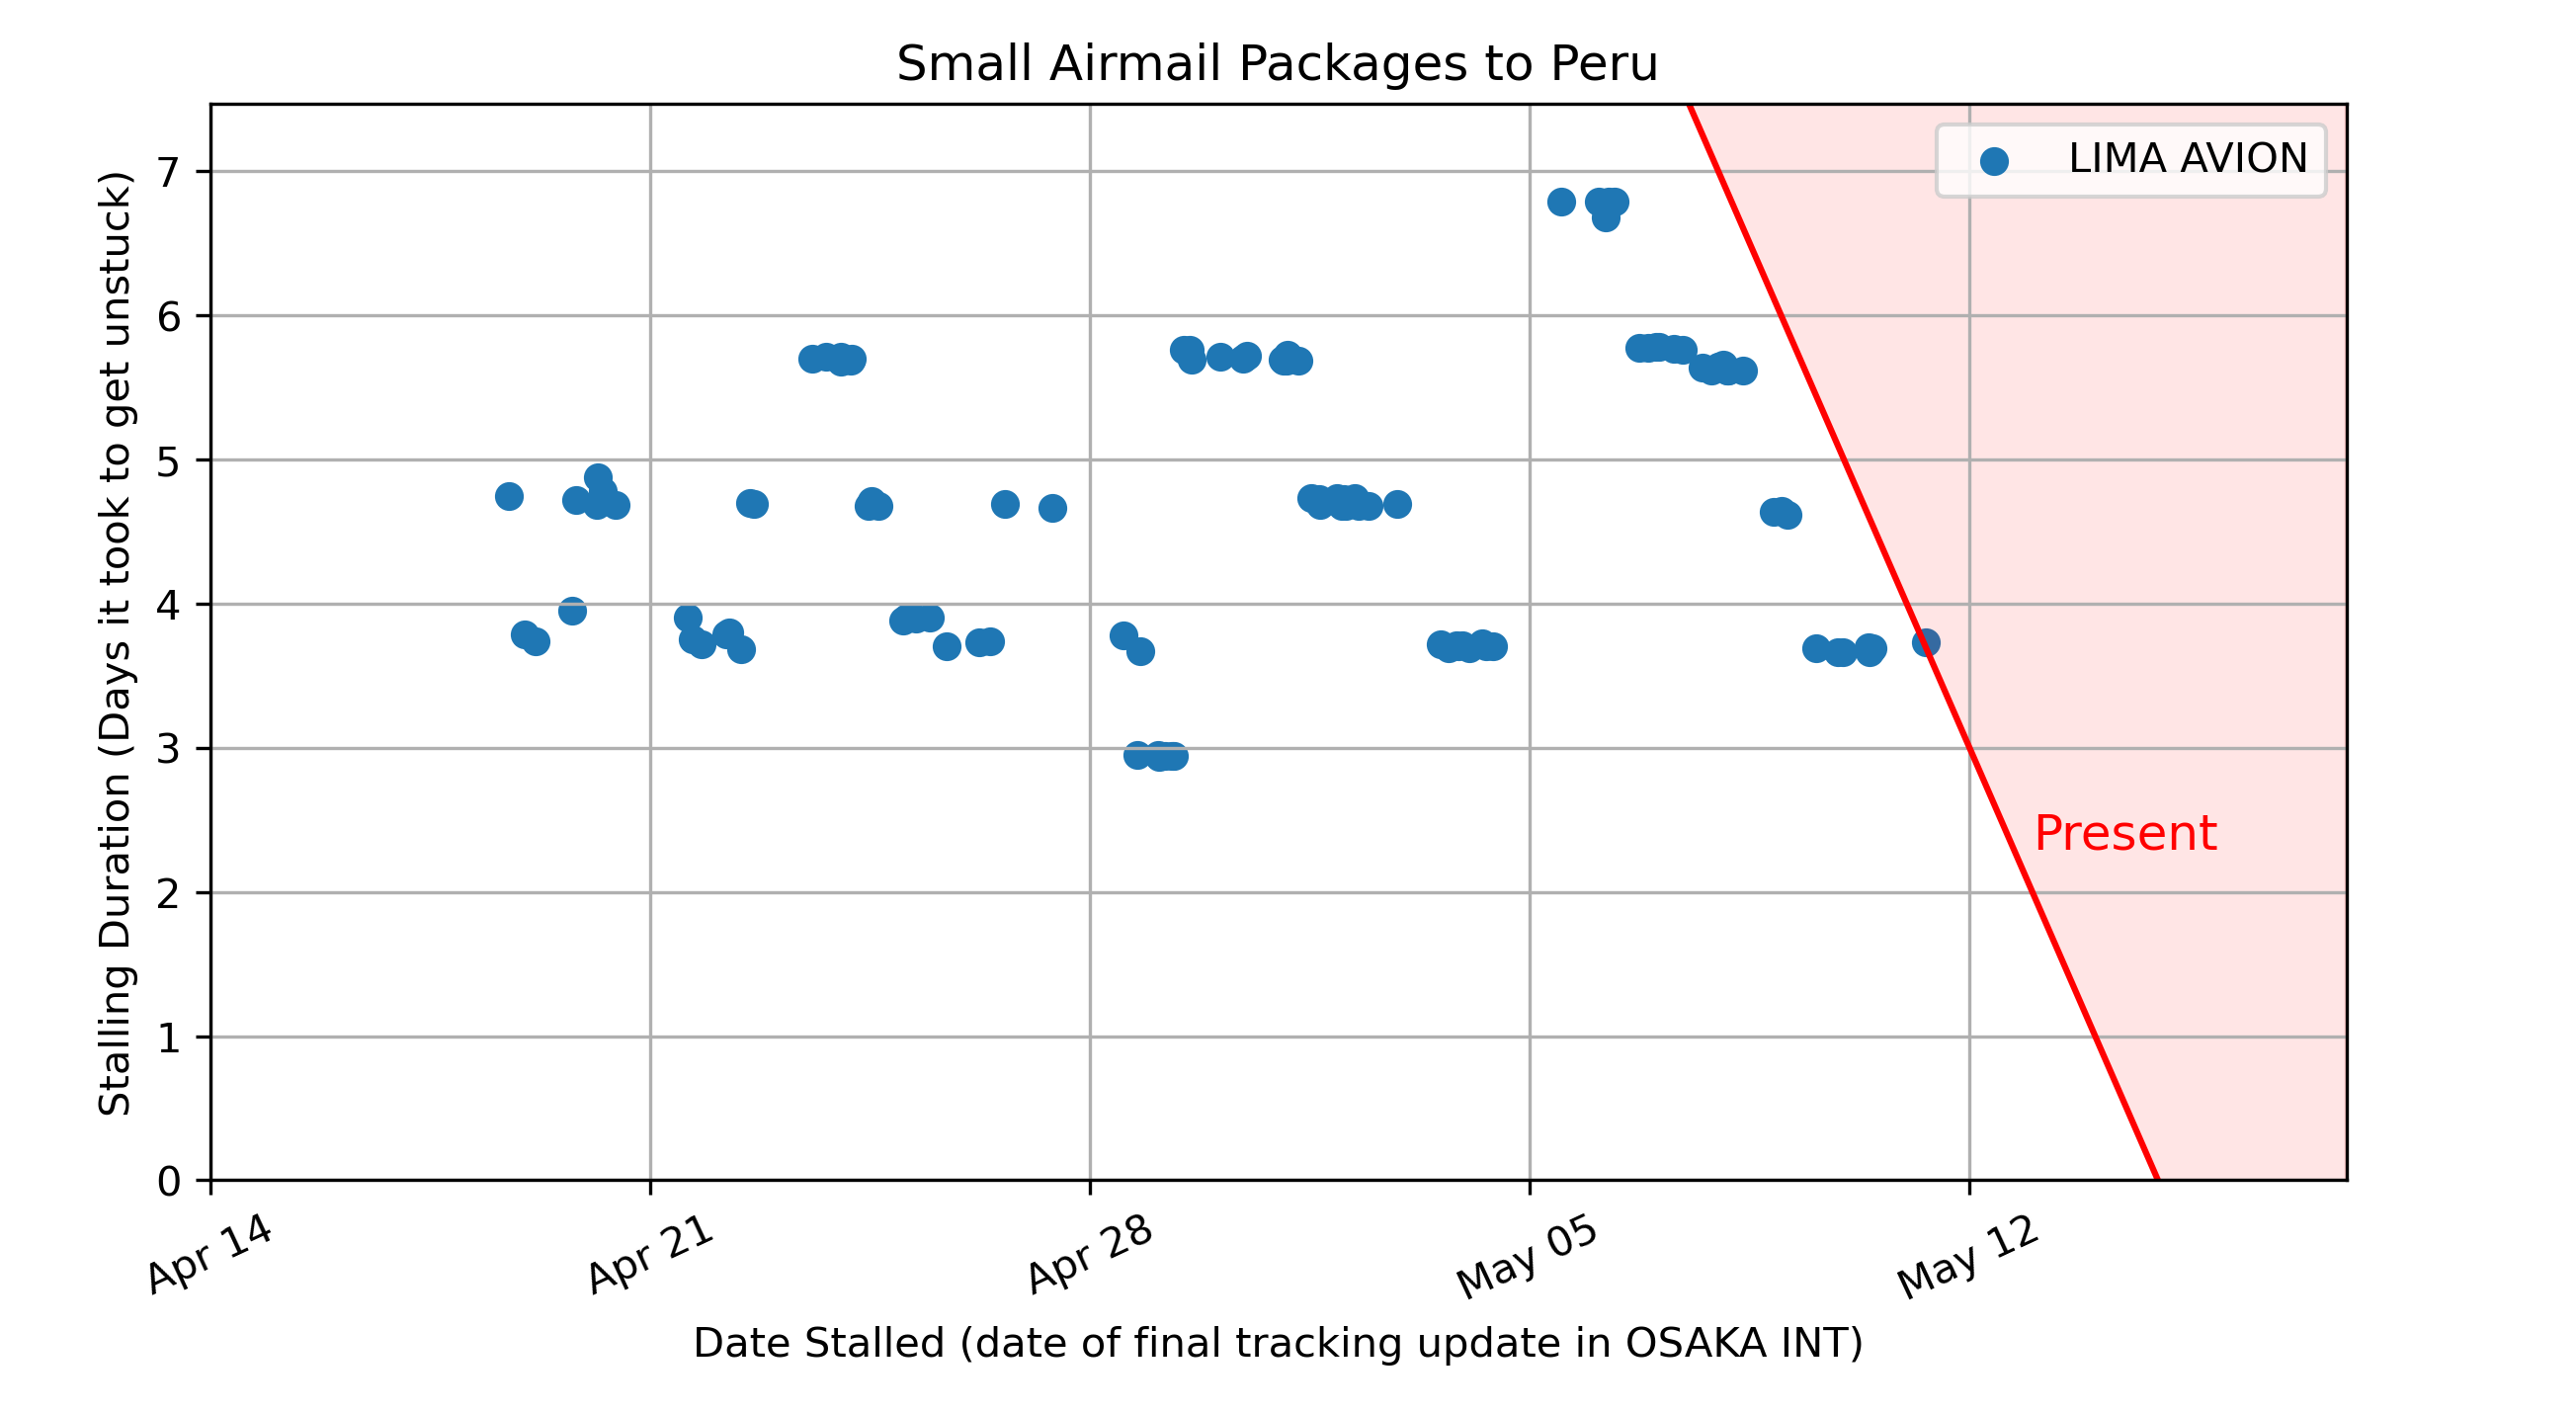 Small Airmail Packages to Peru
LIMA AVION
Stalling Duration (Days it took to get unstuck)
7
6
5
4
3
2
1
0
Present
Apr 14
Apr 21
Apr 28
May 05
May 12
Date Stalled (date of final tracking update in OSAKA INT)